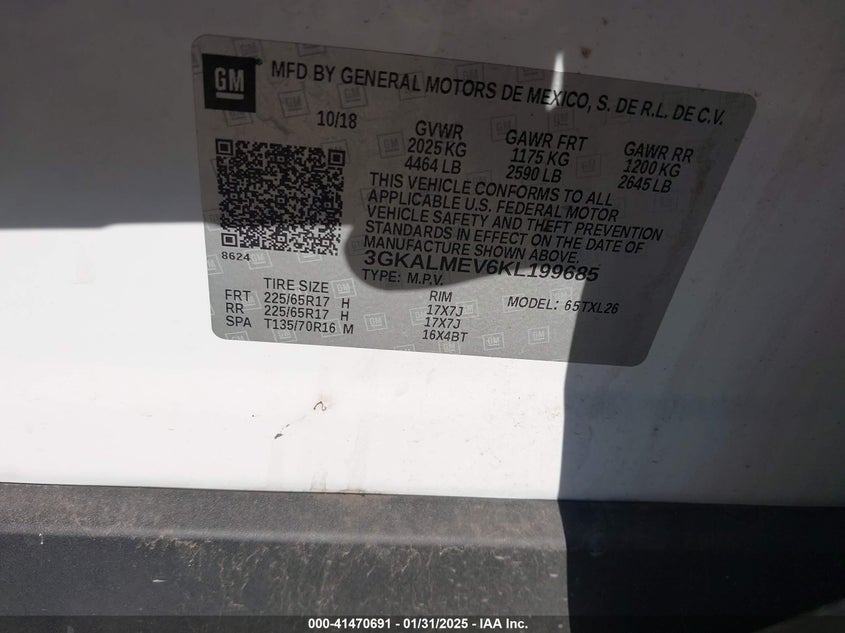 GM
MFD BY GENERAL MOTORS DE MEXICO, S. DE R.L. DE C.V.
10/18
GVWR
2025 KG
4464 LB
GAWR FRT
1175 KG
2590 LB
GAWR RR
1200 KG
2645 LB
THIS VEHICLE CONFORMS TO ALL
APPLICABLE U.S. FEDERAL MOTOR
VEHICLE SAFETY AND THEFT PREVENTION
STANDARDS IN EFFECT ON THE DATE OF
MANUFACTURE SHOWN ABOVE.
8624
3GKALMEV6KL199685
TYPE: M.P.V.
MODEL: 65TXL26
TIRE SIZE RIM
FRT 225/65R17 H 17X7J
RR 225/65R17 H 17X7J
SPA T135/70R16 M 16X4BT
000-41470691 - 01/31/2025 - IAA Inc.